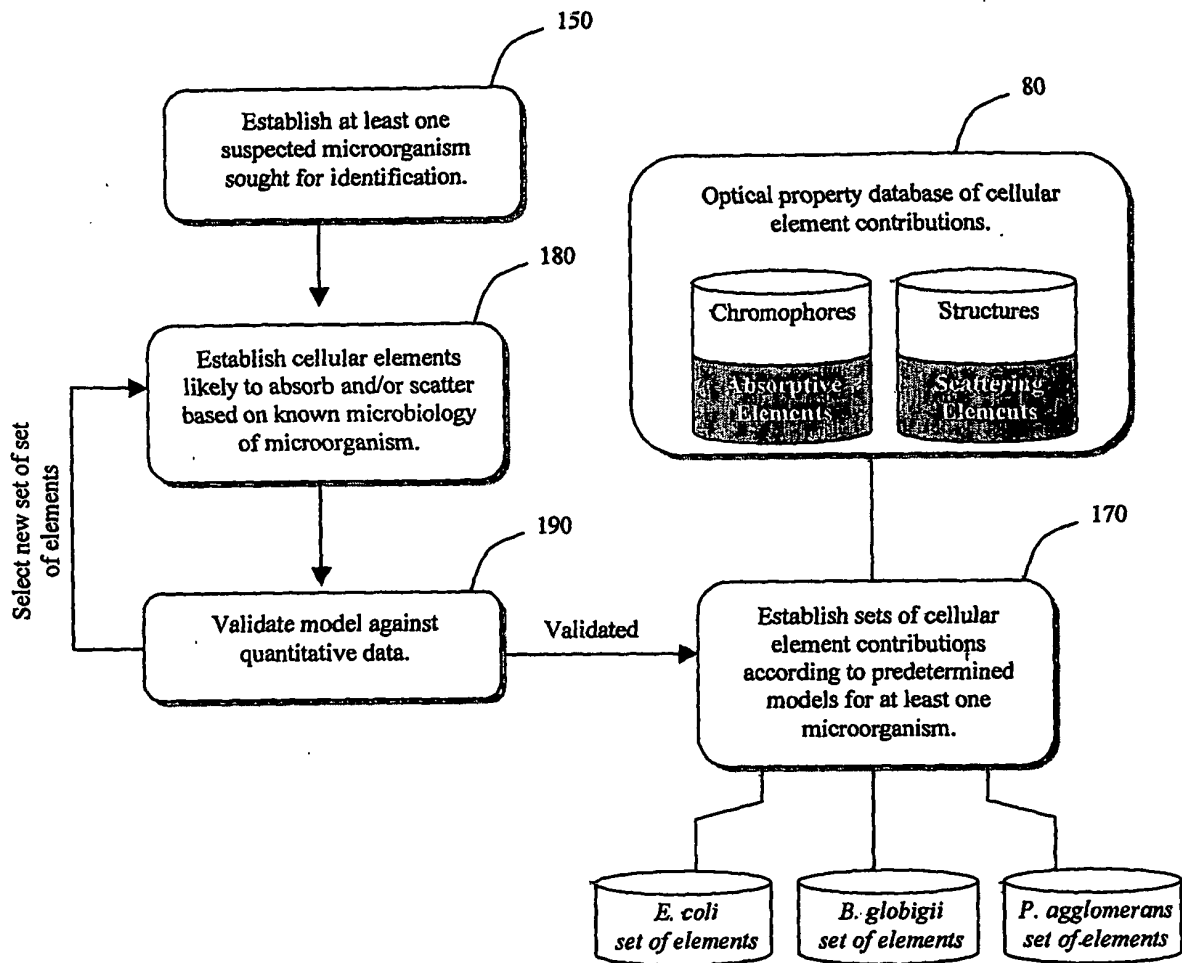 150
Establish at least one
suspected microorganism
sought for identification.
80
Optical property database of cellular
element contributions.
Chromophores
Absorptive
Elements
Structures
Scattering
Elements
180
Establish cellular elements
likely to absorb and/or scatter
based on known microbiology
of microorganism.
Select new set of set
of elements
190
Validate model against
quantitative data.
Validated
170
Establish sets of cellular
element contributions
according to predetermined
models for at least one
microorganism.
E. coli
set of elements
B. globigii
set of elements
P. agglomerans
set of elements